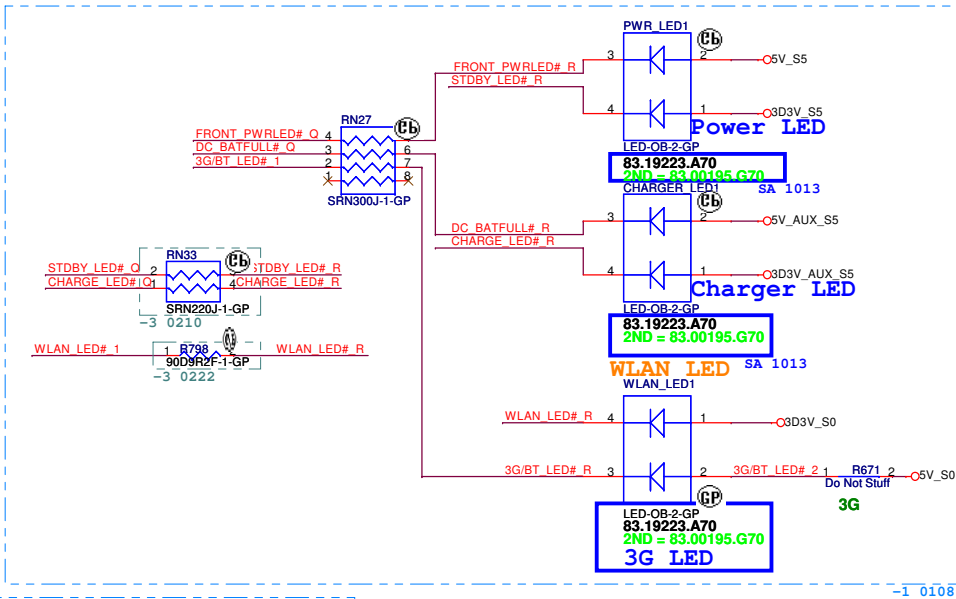 PWR_LED1
3 2 5V_S5
FRONT_PWRLED#_R
STDBY_LED#_R
4 1 3D3V_S5
Power LED
LED-OB-2-GP
83.19223.A70
2ND = 83.00195.G70
SA 1013
RN27
FRONT_PWRLED#_Q 4
DC_BATFULL#_Q 3 6
3G/BT_LED#_1 2 7
1 8
SRN300J-1-GP
CHARGER_LED1
3 2 5V_AUX_S5
DC_BATFULL#_R
CHARGE_LED#_R
4 1 3D3V_AUX_S5
Charger LED
LED-OB-2-GP
83.19223.A70
2ND = 83.00195.G70
SA 1013
RN33
STDBY_LED#_Q 2 STDBY_LED#_R
CHARGE_LED#_Q 1 4 CHARGE_LED#_R
SRN220J-1-GP
-3 0210
WLAN_LED#_1 1 R798 2 WLAN_LED#_R
90D9R2F-1-GP
-3 0222
WLAN LED
WLAN_LED1
WLAN_LED#_R 4 1 3D3V_S0
3G/BT_LED#_R 3 2 3G/BT_LED#_2 1 R671 2 5V_S0
Do Not Stuff
3G
GP
LED-OB-2-GP
83.19223.A70
2ND = 83.00195.G70
3G LED
-1 0108